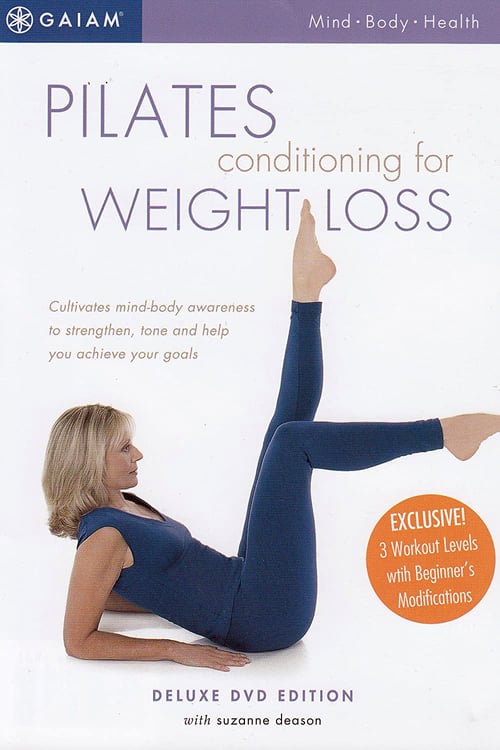 GAIAM®
Mind • Body • Health
PILATES
conditioning for
WEIGHT LOSS
Cultivates mind-body awareness
to strengthen, tone and help
you achieve your goals
EXCLUSIVE!
3 Workout Levels
wtih Beginner's
Modifications
DELUXE DVD EDITION
with suzanne deason